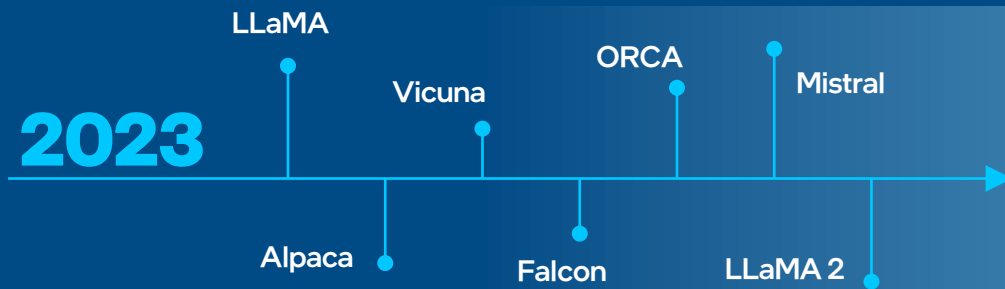 LLaMA
ORCA
Vicuna
Mistral
2023
Alpaca
Falcon
LLaMA 2